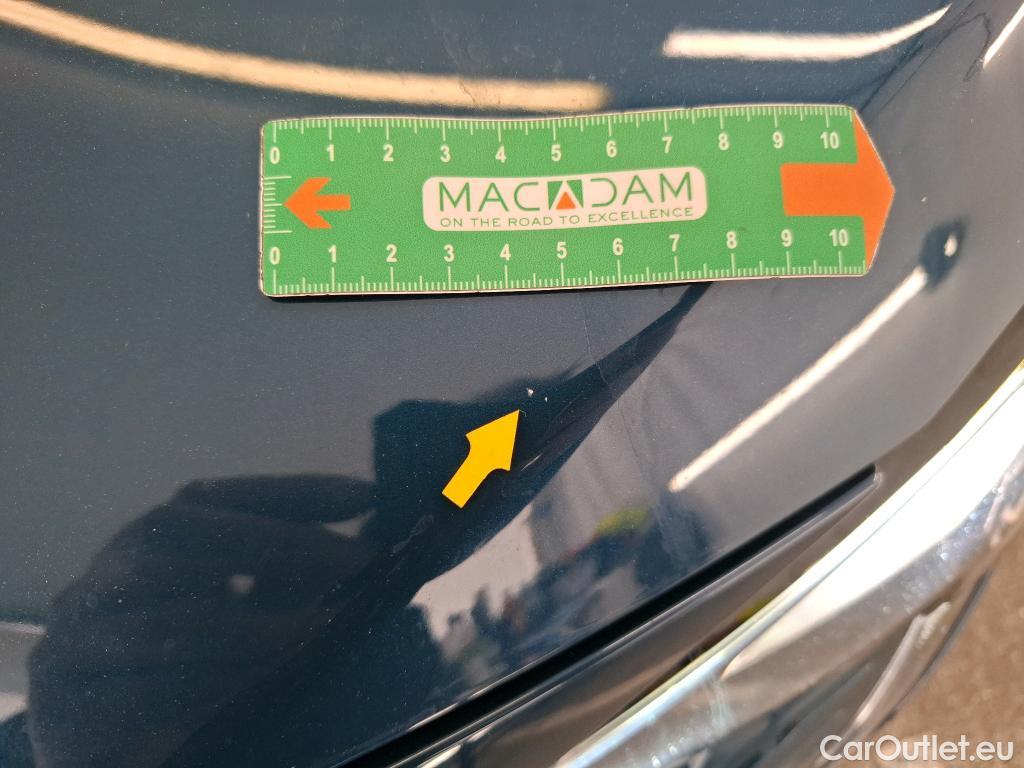 0 1 2 3 4 5 6 7 8 9 10
MACADAM
ON THE ROAD TO EXCELLENCE
0 1 2 3 4 5 6 7 8 9 10
CarOutlet.eu